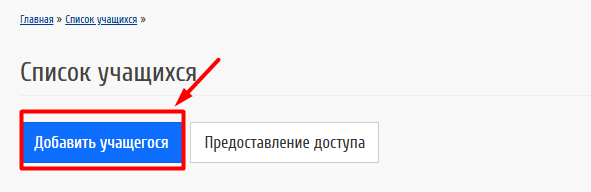 Главная » Список учащихся »
Список учащихся
Добавить учащегося Предоставление доступа